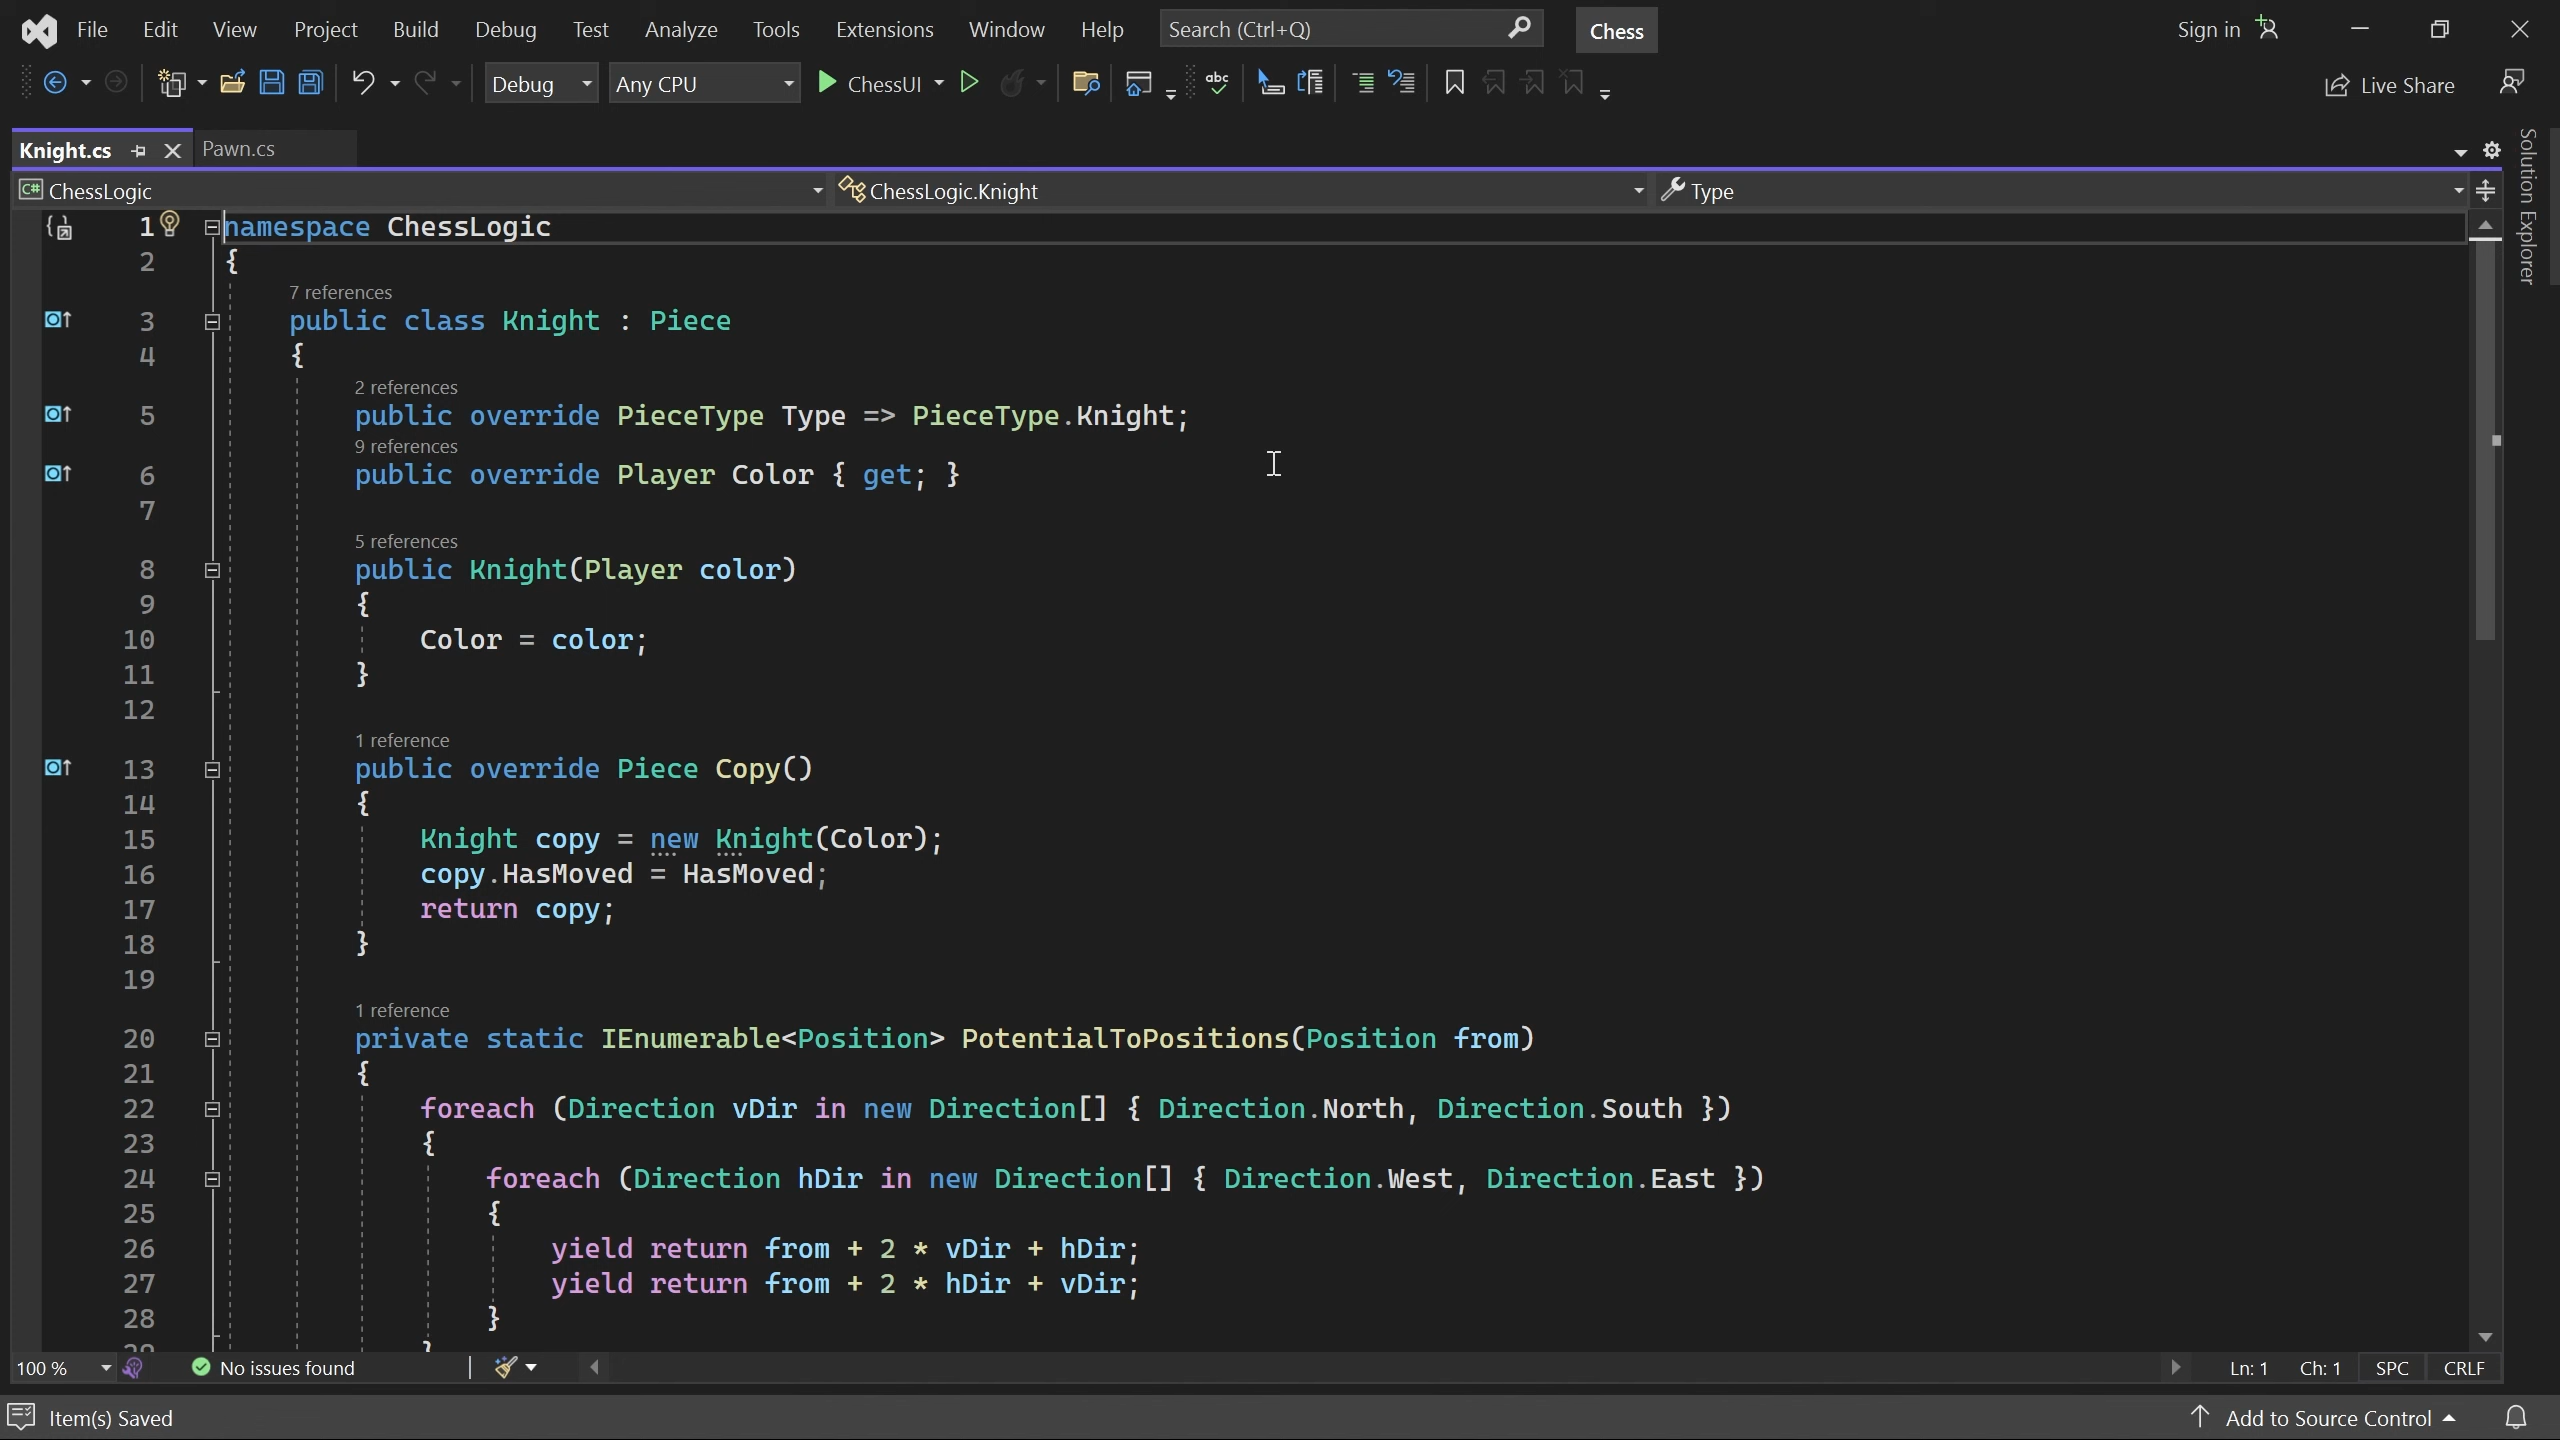 File Edit View Project Build Debug Test Analyze Tools Extensions Window Help Search (Ctrl+Q) Chess Sign in
Debug Any CPU ChessUI abc Live Share
Knight.cs Pawn.cs
Solution Explorer
C# ChessLogic ChessLogic.Knight Type
1 namespace ChessLogic
2 {
7 references
3 public class Knight : Piece
4 {
2 references
5 public override PieceType Type => PieceType.Knight;
9 references
6 public override Player Color { get; }
7
5 references
8 public Knight(Player color)
9 {
10 Color = color;
11 }
12
1 reference
13 public override Piece Copy()
14 {
15 Knight copy = new Knight(Color);
16 copy.HasMoved = HasMoved;
17 return copy;
18 }
19
1 reference
20 private static IEnumerable<Position> PotentialToPositions(Position from)
21 {
22 foreach (Direction vDir in new Direction[] { Direction.North, Direction.South })
23 {
24 foreach (Direction hDir in new Direction[] { Direction.West, Direction.East })
25 {
26 yield return from + 2 * vDir + hDir;
27 yield return from + 2 * hDir + vDir;
28 }
29 }
100 % No issues found Ln: 1 Ch: 1 SPC CRLF
Item(s) Saved Add to Source Control